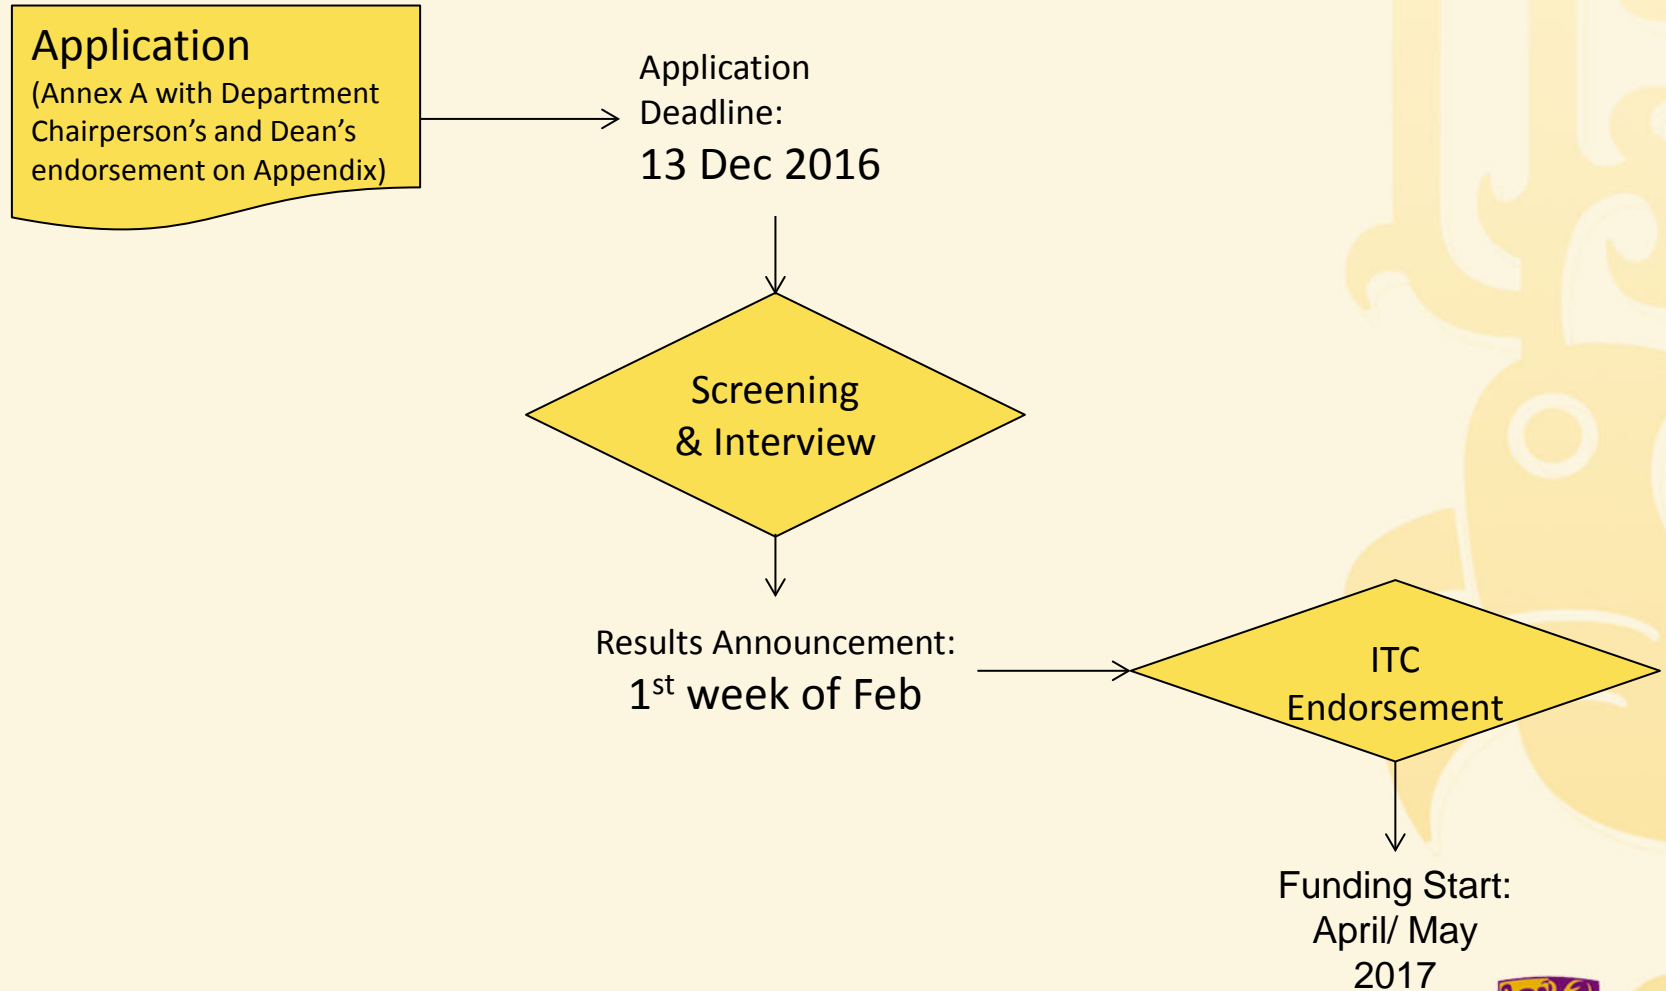 Application
(Annex A with Department
Chairperson’s and Dean’s
endorsement on Appendix)
Application
Deadline:
13 Dec 2016
Screening
& Interview
Results Announcement:
1st week of Feb
ITC
Endorsement
Funding Start:
April/ May
2017